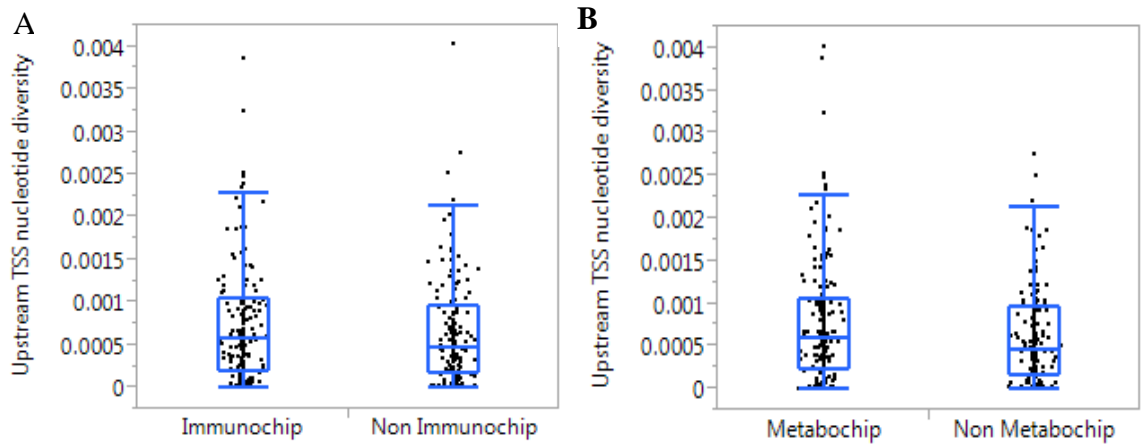 A
Upstream TSS nucleotide diversity
0.004
0.0035
0.003
0.0025
0.002
0.0015
0.001
0.0005
0
Immunochip
Non Immunochip
B
Upstream TSS nucleotide diversity
0.004
0.0035
0.003
0.0025
0.002
0.0015
0.001
0.0005
0
Metabochip
Non Metabochip